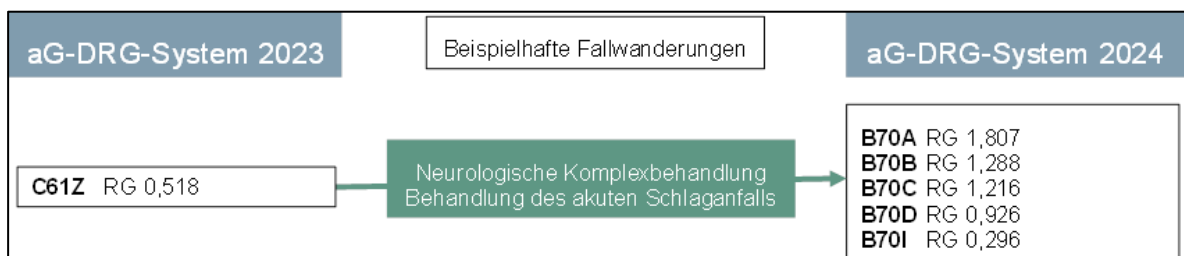 aG-DRG-System 2023
Beispielhafte Fallwanderungen
aG-DRG-System 2024
C61Z RG 0,518
Neurologische Komplexbehandlung
Behandlung des akuten Schlaganfalls
B70A RG 1,807
B70B RG 1,288
B70C RG 1,216
B70D RG 0,926
B70I RG 0,296